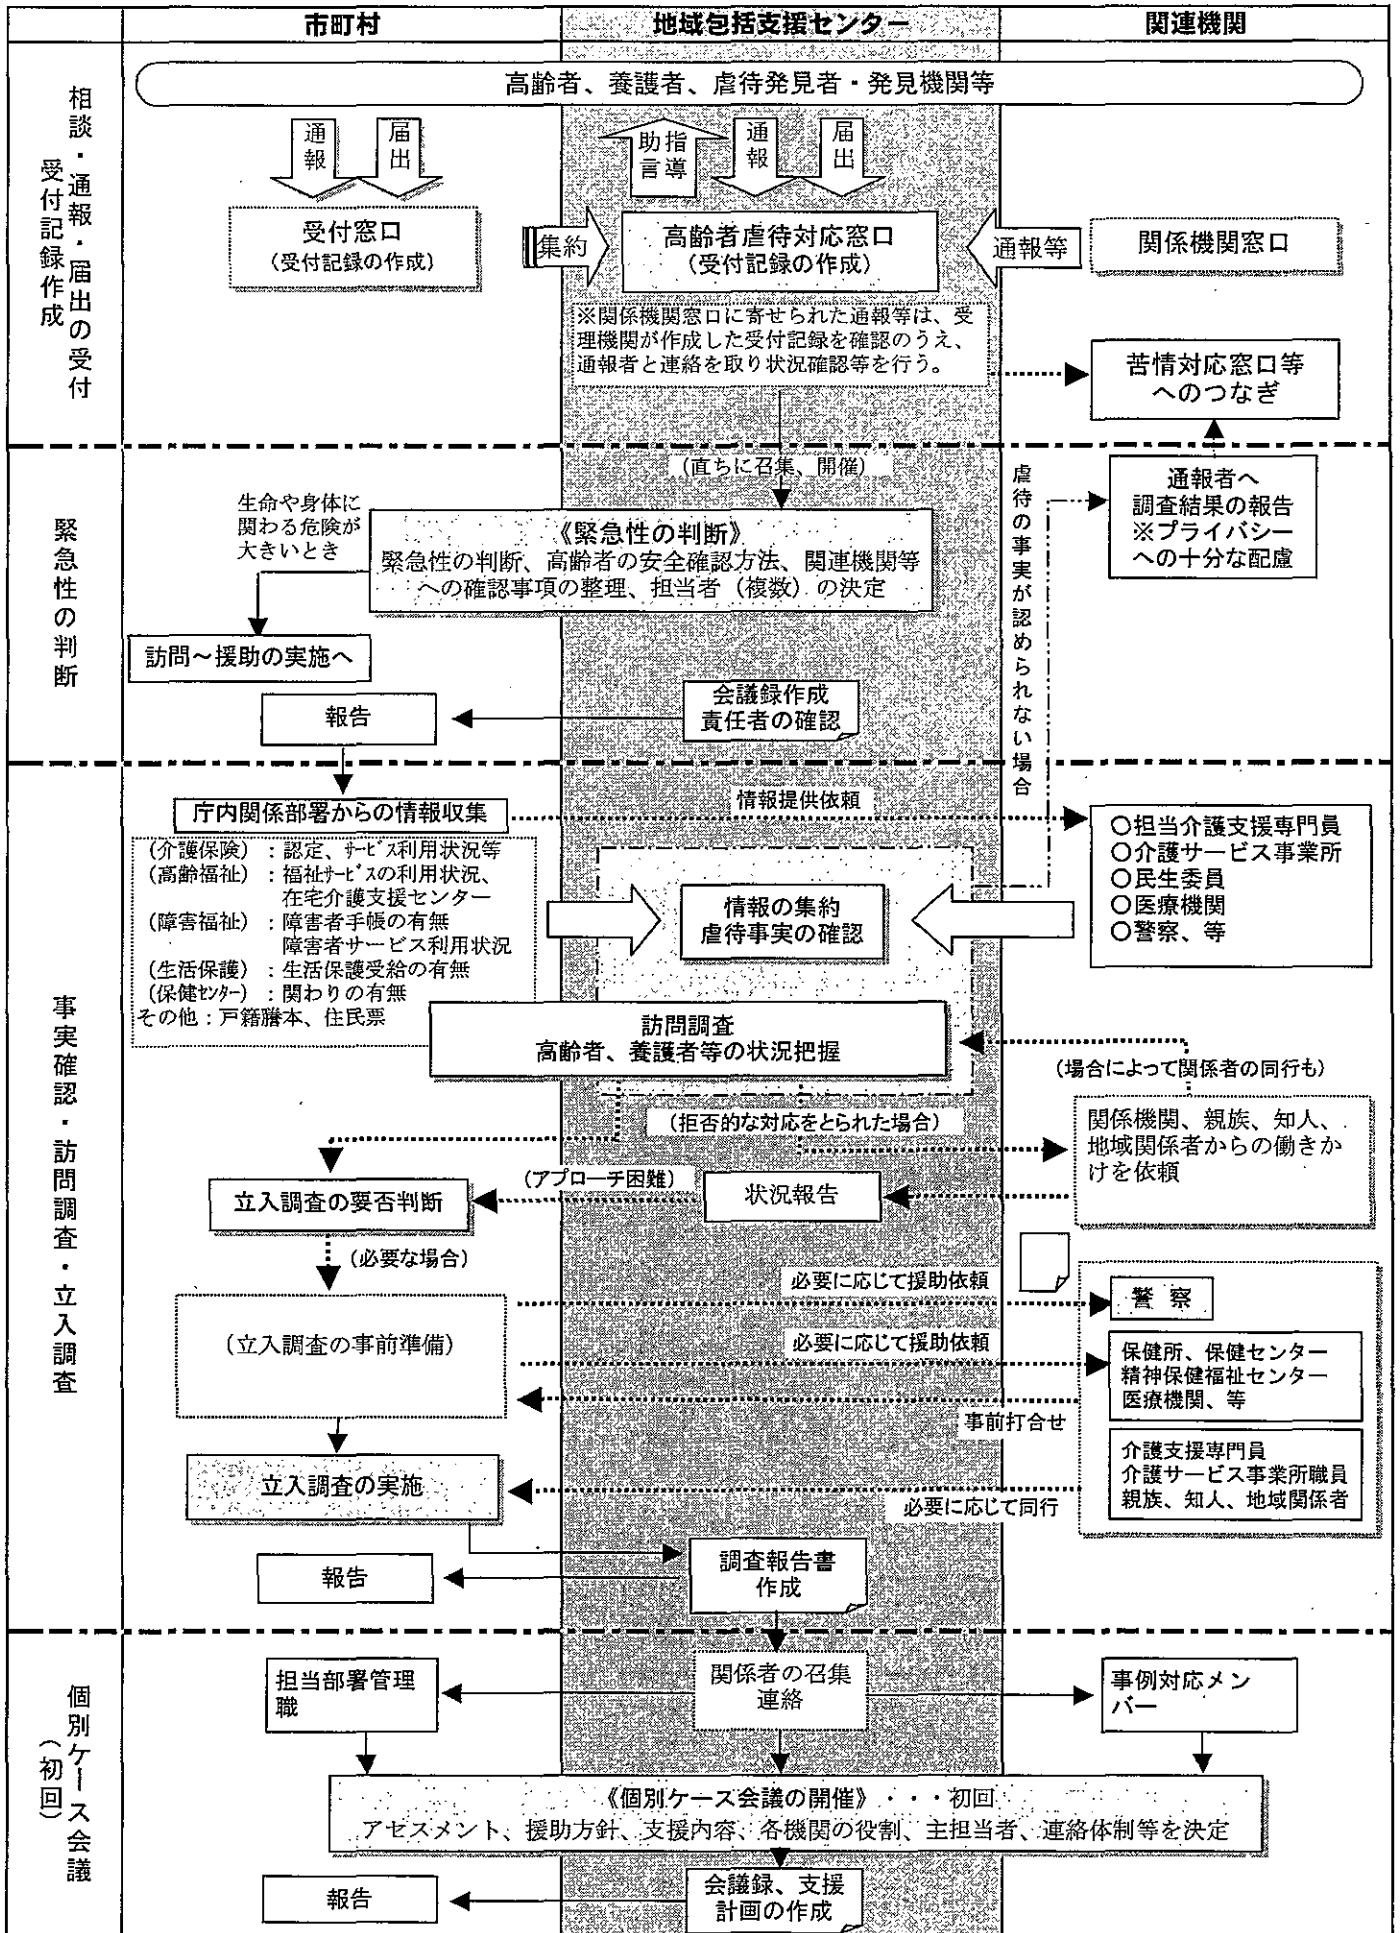 市町村
地域包括支援センター
関連機関
相談・通報・届出の受付
受付記録作成
高齢者、養護者、虐待発見者・発見機関等
通報
届出
助言
指導
通報
届出
受付窓口
(受付記録の作成)
集約
高齢者虐待対応窓口
(受付記録の作成)
通報等
関係機関窓口
※関係機関窓口に寄せられた通報等は、受
理機関が作成した受付記録を確認のうえ、
通報者と連絡を取り状況確認等を行う。
苦情対応窓口等
へのつなぎ
緊急性の判断
(直ちに召集、開催)
生命や身体に
関わる危険が
大きいとき
《緊急性の判断》
緊急性の判断、高齢者の安全確認方法、関連機関等
への確認事項の整理、担当者(複数)の決定
虐待の事実が認められない場合
通報者へ
調査結果の報告
※プライバシー
への十分な配慮
訪問~援助の実施へ
会議録作成
責任者の確認
報告
事実確認・訪問調査・立入調査
庁内関係部署からの情報収集
情報提供依頼
(介護保険):認定、サービス利用状況等
(高齢福祉):福祉サービスの利用状況、
在宅介護支援センター
(障害福祉):障害者手帳の有無
障害者サービス利用状況
(生活保護):生活保護受給の有無
(保健センター):関わりの有無
その他:戸籍謄本、住民票
情報の集約
虐待事実の確認
○担当介護支援専門員
○介護サービス事業所
○民生委員
○医療機関
○警察、等
訪問調査
高齢者、養護者等の状況把握
(場合によって関係者の同行も)
(拒否的な対応をとられた場合)
関係機関、親族、知人、
地域関係者からの働きか
けを依頼
(アプローチ困難)
状況報告
立入調査の要否判断
(必要な場合)
必要に応じて援助依頼
警察
(立入調査の事前準備)
必要に応じて援助依頼
保健所、保健センター
精神保健福祉センター
医療機関、等
事前打合せ
介護支援専門員
介護サービス事業所職員
親族、知人、地域関係者
立入調査の実施
必要に応じて同行
調査報告書
作成
報告
個別ケース会議
(初回)
担当部署管理
職
関係者の召集
連絡
事例対応メン
バー
《個別ケース会議の開催》・・・初回
アセスメント、援助方針、支援内容、各機関の役割、主担当者、連絡体制等を決定
報告
会議録、支援
計画の作成